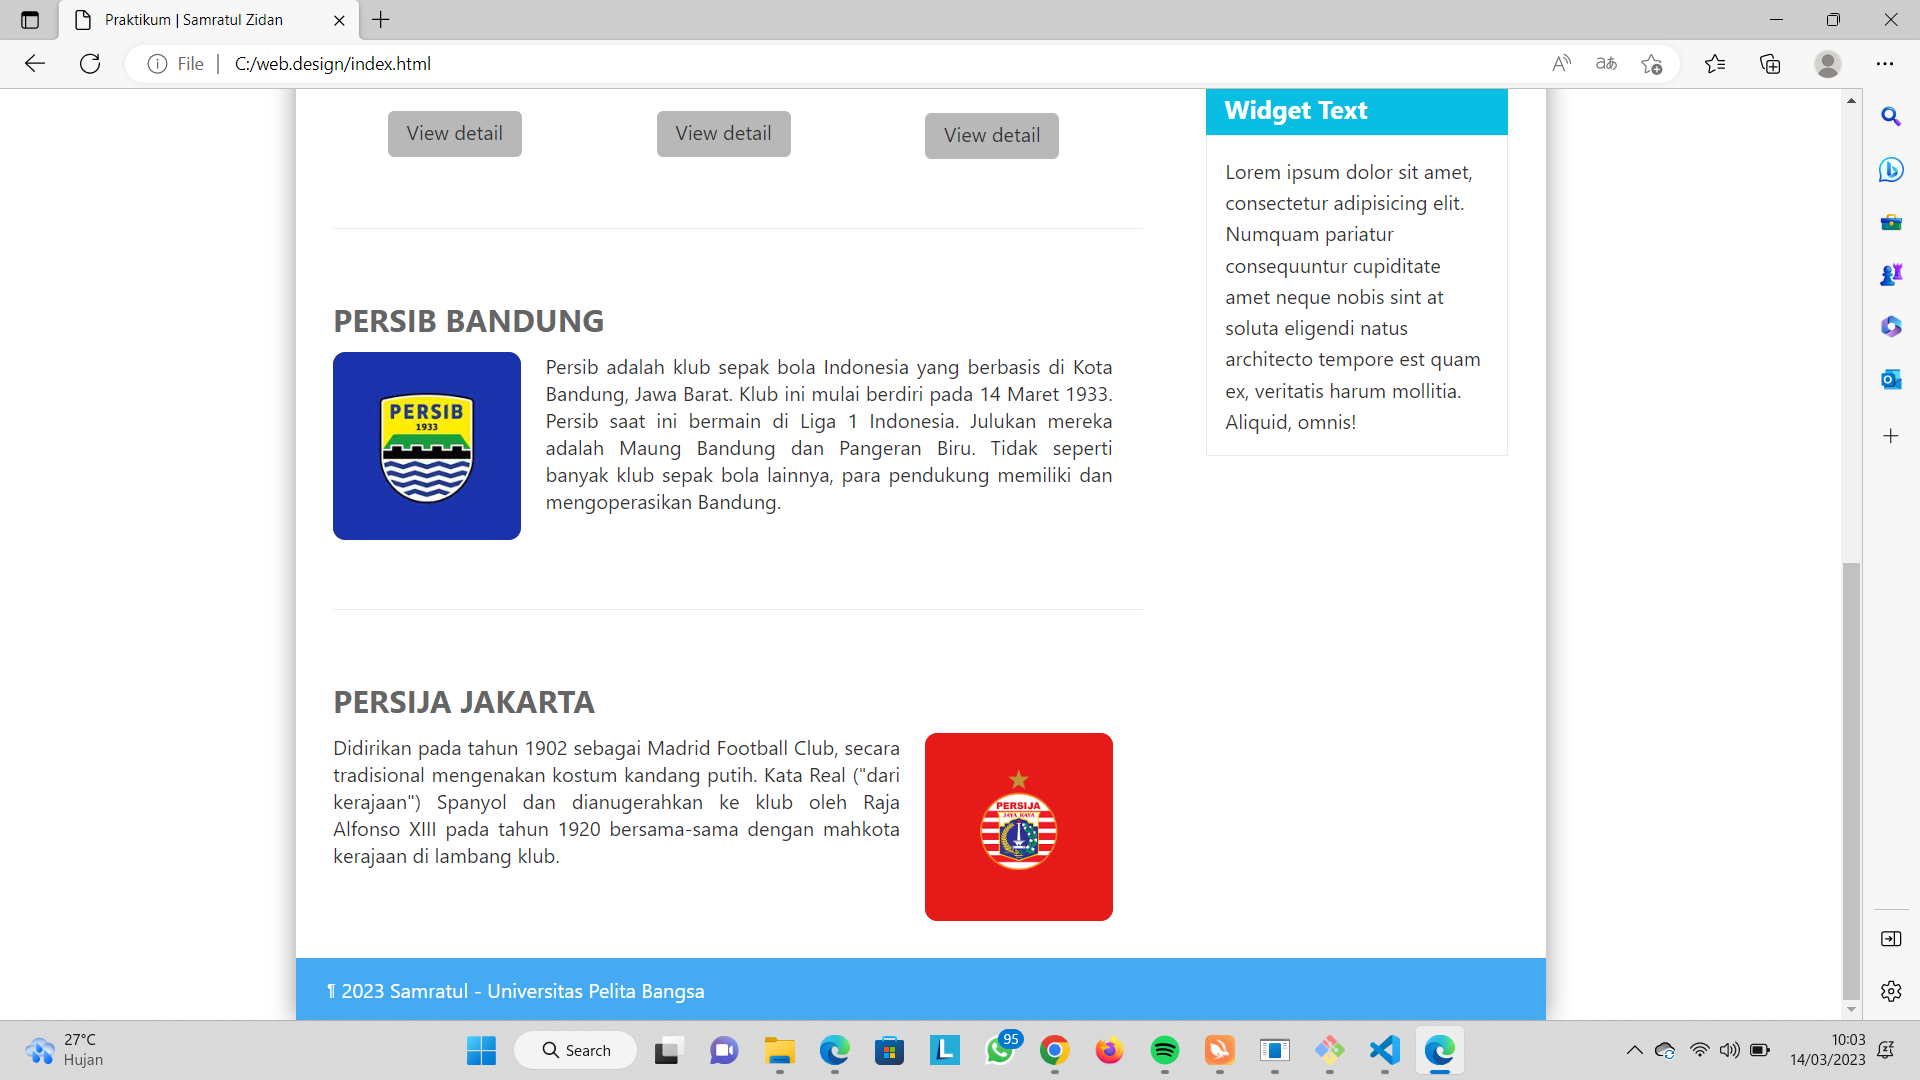 Praktikum | Samratul Zidan
File
C:/web.design/index.html
View detail
View detail
View detail
Widget Text
Lorem ipsum dolor sit amet,
consectetur adipisicing elit.
Numquam pariatur
consequuntur cupiditate
amet neque nobis sint at
soluta eligendi natus
architecto tempore est quam
ex, veritatis harum mollitia.
Aliquid, omnis!
PERSIB BANDUNG
PERSIB
1933
Persib adalah klub sepak bola Indonesia yang berbasis di Kota
Bandung, Jawa Barat. Klub ini mulai berdiri pada 14 Maret 1933.
Persib saat ini bermain di Liga 1 Indonesia. Julukan mereka
adalah Maung Bandung dan Pangeran Biru. Tidak seperti
banyak klub sepak bola lainnya, para pendukung memiliki dan
mengoperasikan Bandung.
PERSIJA JAKARTA
Didirikan pada tahun 1902 sebagai Madrid Football Club, secara
tradisional mengenakan kostum kandang putih. Kata Real ("dari
kerajaan") Spanyol dan dianugerahkan ke klub oleh Raja
Alfonso XIII pada tahun 1920 bersama-sama dengan mahkota
kerajaan di lambang klub.
PERSIJA
JAYA RAYA
¶ 2023 Samratul - Universitas Pelita Bangsa
27°C
Hujan
Search
95
10:03
14/03/2023